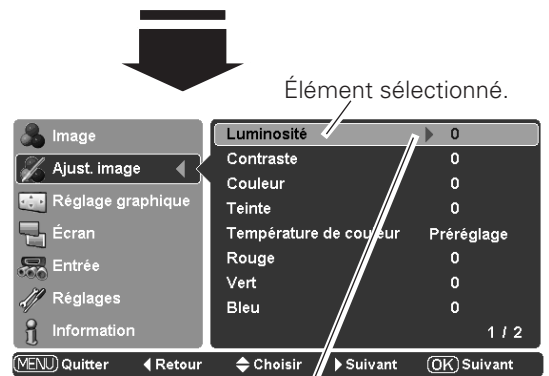 Élément sélectionné.
Image
Ajust. image
Réglage graphique
Écran
Entrée
Réglages
Information
Luminosité 0
Contraste 0
Couleur 0
Teinte 0
Température de couleur Préréglage
Rouge 0
Vert 0
Bleu 0
1 / 2
MENU Quitter Retour Choisir Suivant OK Suivant